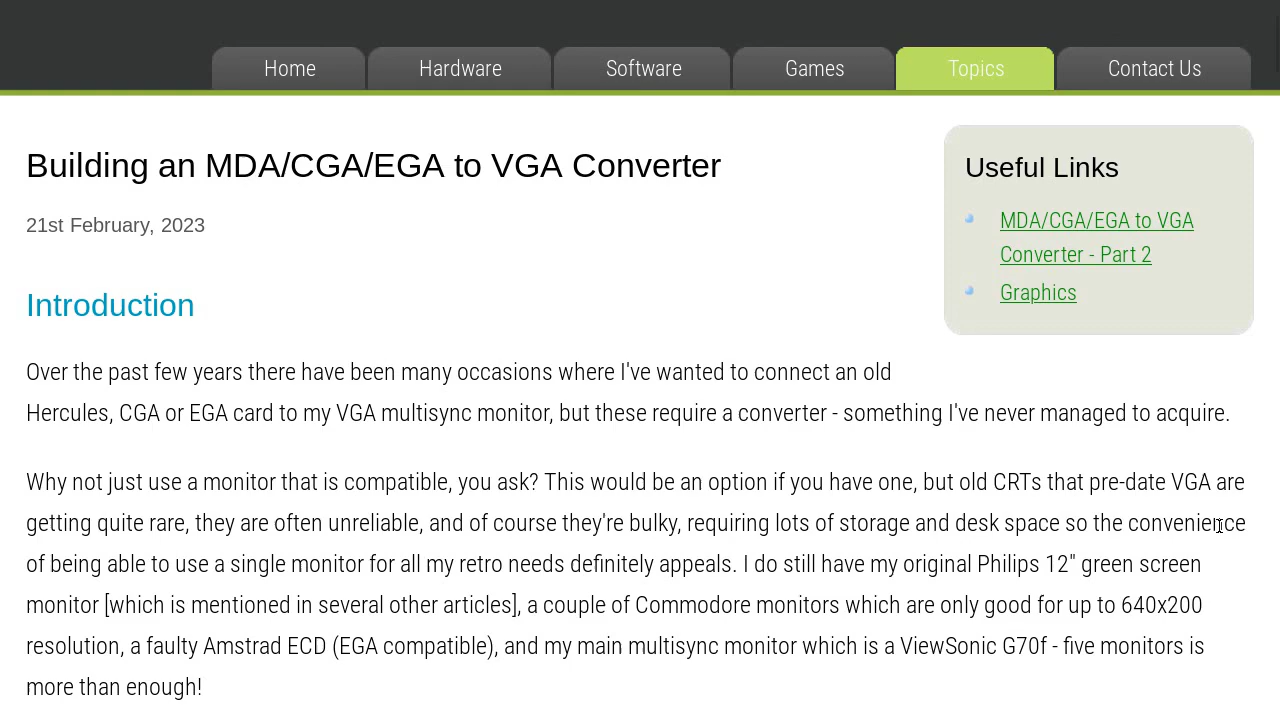 Home
Hardware
Software
Games
Topics
Contact Us
Building an MDA/CGA/EGA to VGA Converter
21st February, 2023
Useful Links
MDA/CGA/EGA to VGA
Converter - Part 2
Graphics
Introduction
Over the past few years there have been many occasions where I've wanted to connect an old
Hercules, CGA or EGA card to my VGA multisync monitor, but these require a converter - something I've never managed to acquire.
Why not just use a monitor that is compatible, you ask? This would be an option if you have one, but old CRTs that pre-date VGA are
getting quite rare, they are often unreliable, and of course they're bulky, requiring lots of storage and desk space so the convenience
of being able to use a single monitor for all my retro needs definitely appeals. I do still have my original Philips 12" green screen
monitor [which is mentioned in several other articles], a couple of Commodore monitors which are only good for up to 640x200
resolution, a faulty Amstrad ECD (EGA compatible), and my main multisync monitor which is a ViewSonic G70f - five monitors is
more than enough!